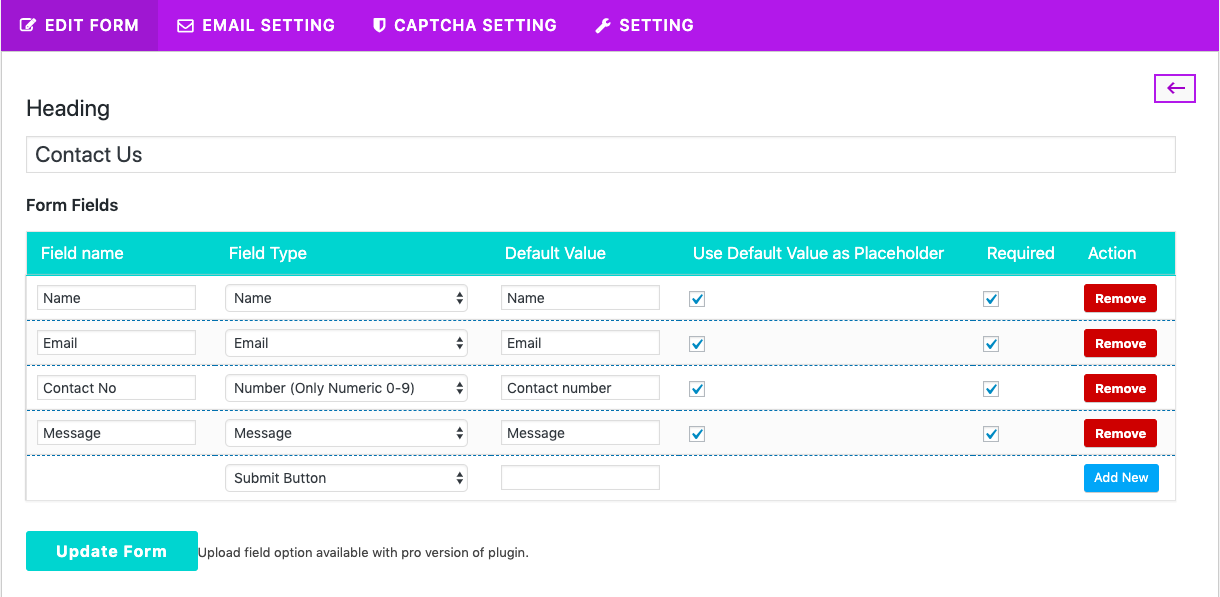 EDIT FORM EMAIL SETTING CAPTCHA SETTING SETTING
Heading
Contact Us
Form Fields
Field name Field Type Default Value Use Default Value as Placeholder Required Action
Name Name Name Remove
Email Email Email Remove
Contact No Number (Only Numeric 0-9) Contact number Remove
Message Message Message Remove
Submit Button Add New
Update Form Upload field option available with pro version of plugin.